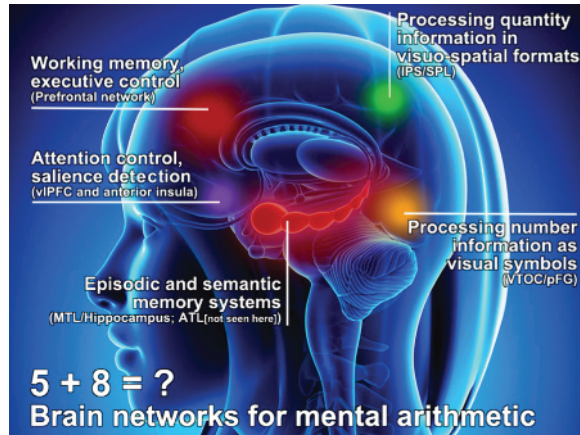 Processing quantity
information in
visuo-spatial formats
(IPS/SPL)
Working memory,
executive control
(Prefrontal network)
Attention control,
salience detection
(vlPFC and anterior insula)
Processing number
information as
visual symbols
(VTOC/pFG)
Episodic and semantic
memory systems
(MTL/Hippocampus; ATL[not seen here])
5 + 8 = ?
Brain networks for mental arithmetic